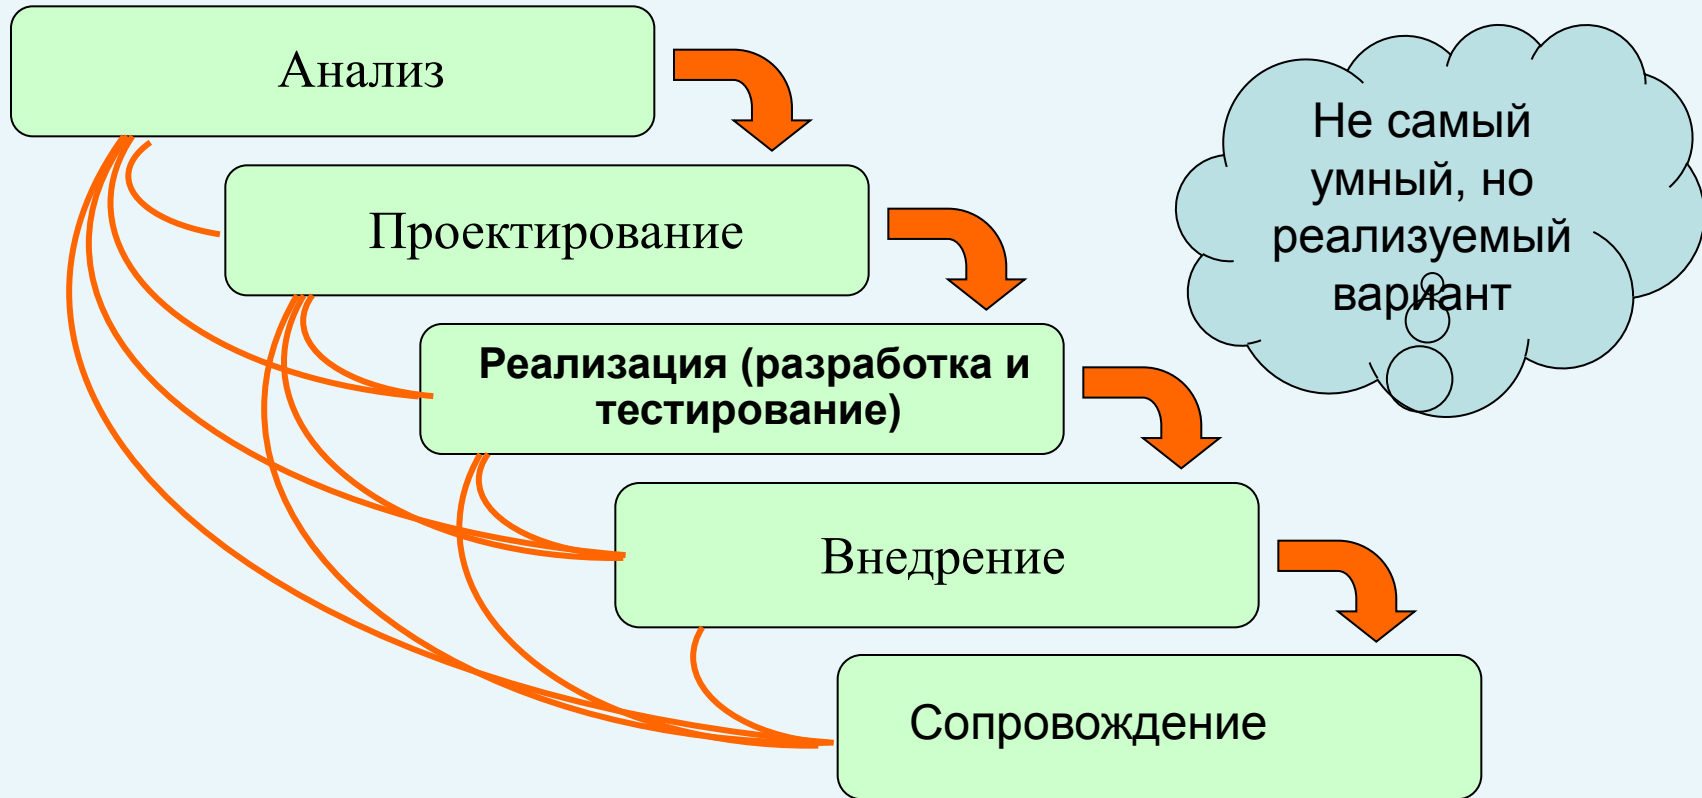 Анализ
Проектирование
Реализация (разработка и
тестирование)
Внедрение
Сопровождение
Не самый
умный, но
реализуемый
вариант